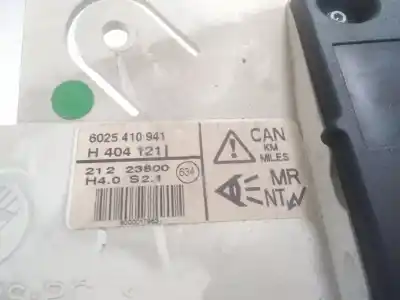 6025 410 941
H 404 121
212 23800
H4.0 S2.1
634
CAN
KM
MILES
MR
NT